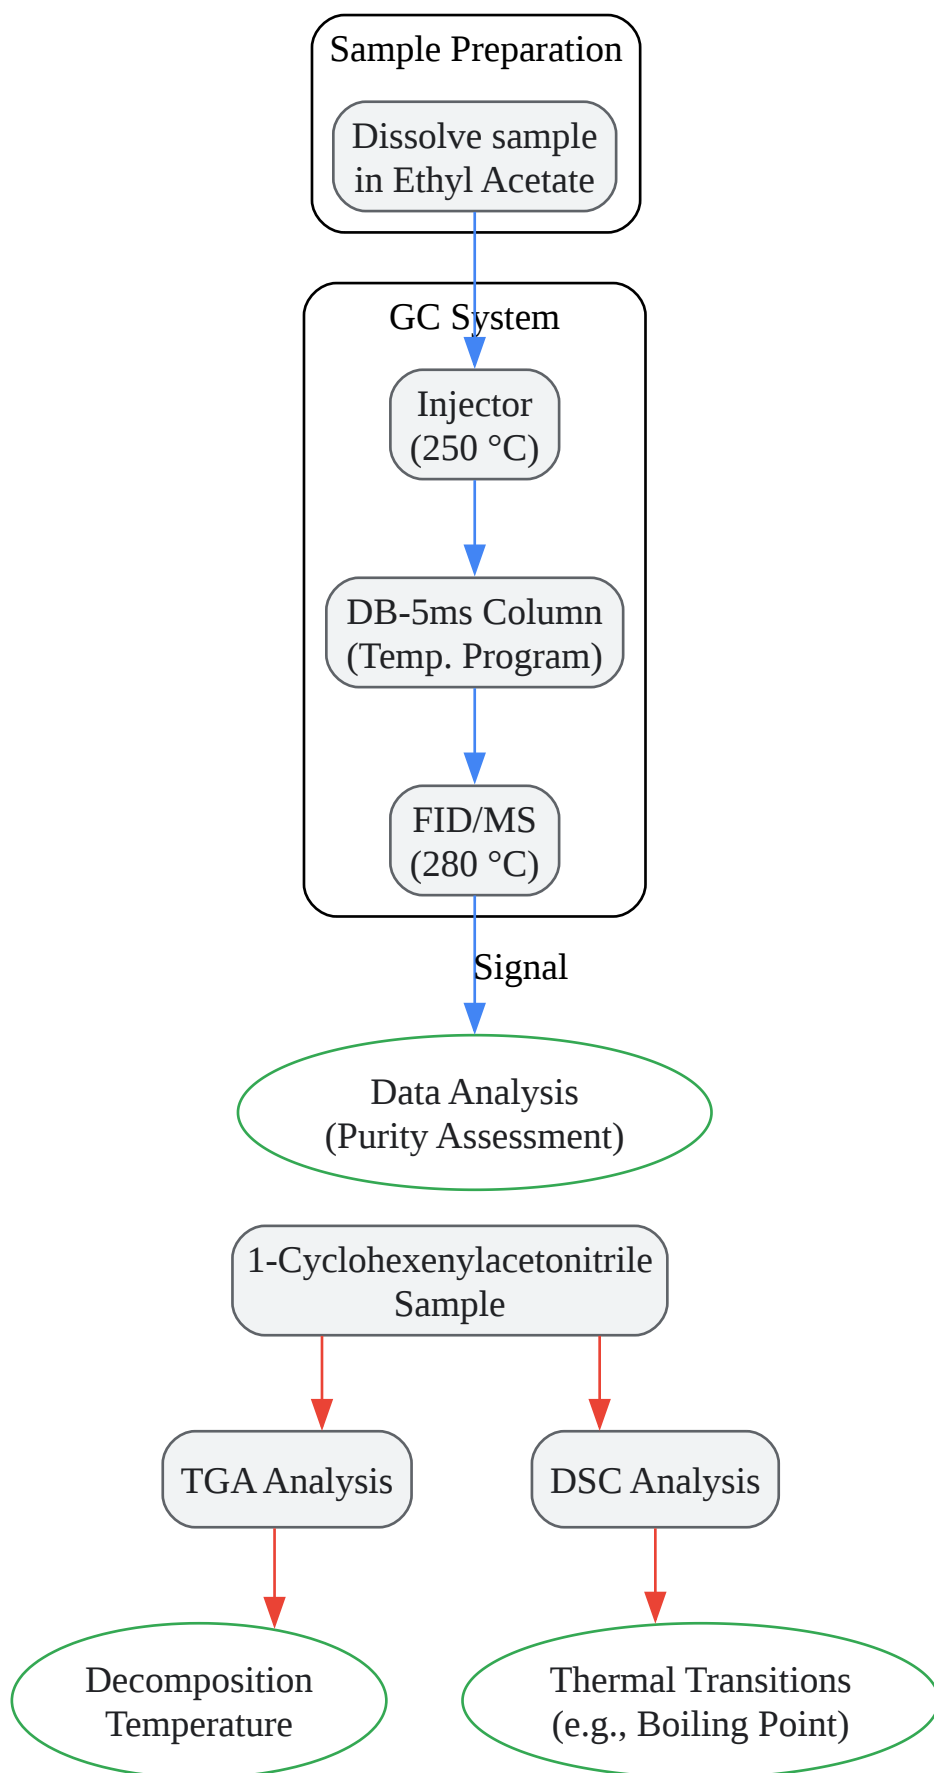 Sample Preparation
Dissolve sample
in Ethyl Acetate
GC System
Injector
(250 °C)
DB-5ms Column
(Temp. Program)
FID/MS
(280 °C)
Signal
Data Analysis
(Purity Assessment)
1-Cyclohexenylacetonitrile
Sample
TGA Analysis
DSC Analysis
Decomposition
Temperature
Thermal Transitions
(e.g., Boiling Point)